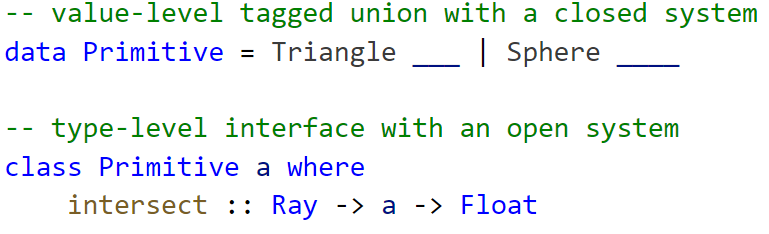 -- value-level tagged union with a closed system
data Primitive = Triangle ___ | Sphere ____
-- type-level interface with an open system
class Primitive a where
    intersect :: Ray -> a -> Float